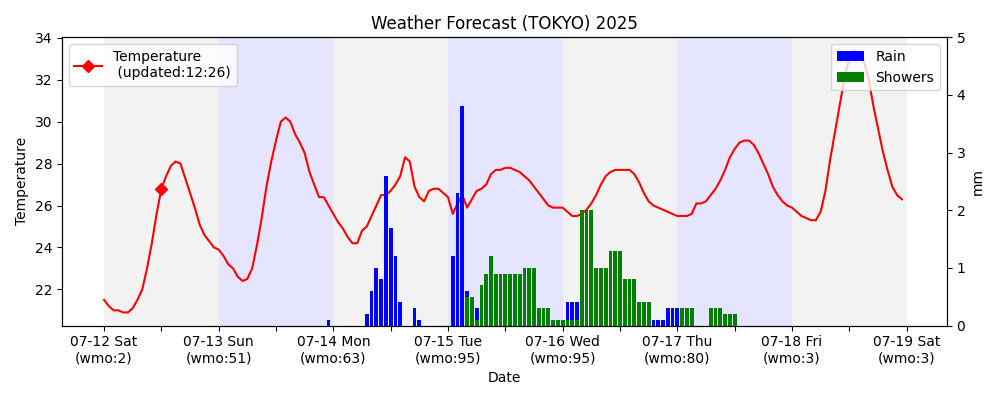 Weather Forecast (TOKYO) 2025
Temperature
(updated:12:26)
Rain
Showers
34
32
30
28
26
24
22
Temperature
5
4
3
2
1
0
mm
07-12 Sat 07-13 Sun 07-14 Mon 07-15 Tue 07-16 Wed 07-17 Thu 07-18 Fri 07-19 Sat
(wmo:2) (wmo:51) (wmo:63) (wmo:95) (wmo:95) (wmo:80) (wmo:3) (wmo:3)
Date